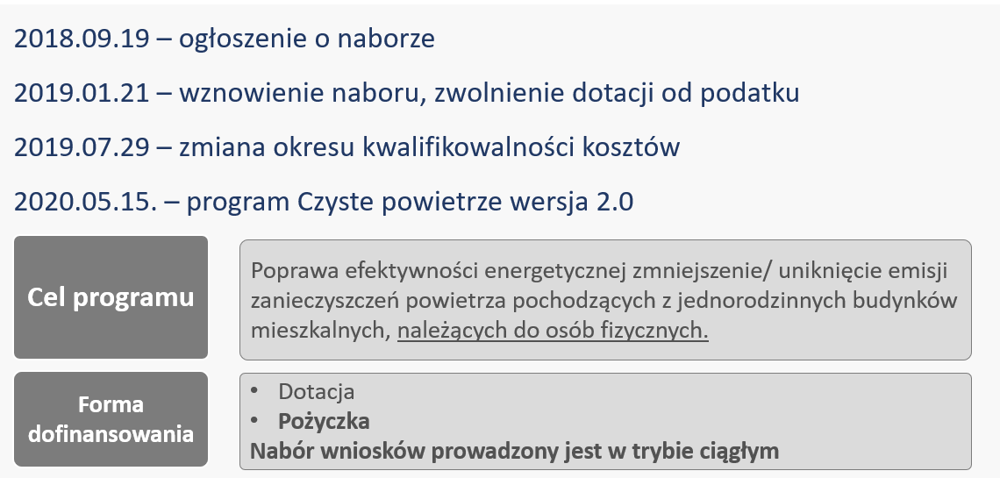 2018.09.19 – ogłoszenie o naborze
2019.01.21 – wznowienie naboru, zwolnienie dotacji od podatku
2019.07.29 – zmiana okresu kwalifikowalności kosztów
2020.05.15. – program Czyste powietrze wersja 2.0
Cel programu
Poprawa efektywności energetycznej zmniejszenie/ uniknięcie emisji
zanieczyszczeń powietrza pochodzących z jednorodzinnych budynków
mieszkalnych, należących do osób fizycznych.
Forma
dofinansowania
• Dotacja
• Pożyczka
Nabór wniosków prowadzony jest w trybie ciągłym